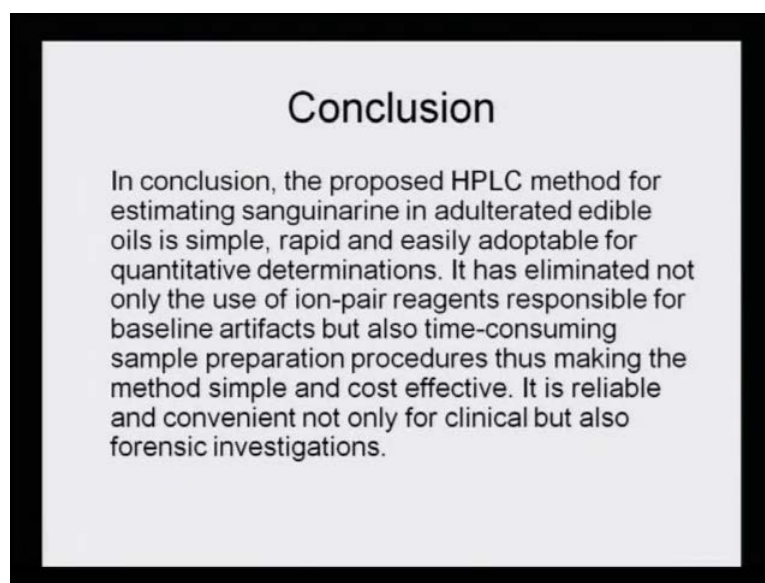 Conclusion
In conclusion, the proposed HPLC method for
estimating sanguinarine in adulterated edible
oils is simple, rapid and easily adoptable for
quantitative determinations. It has eliminated not
only the use of ion-pair reagents responsible for
baseline artifacts but also time-consuming
sample preparation procedures thus making the
method simple and cost effective. It is reliable
and convenient not only for clinical but also
forensic investigations.